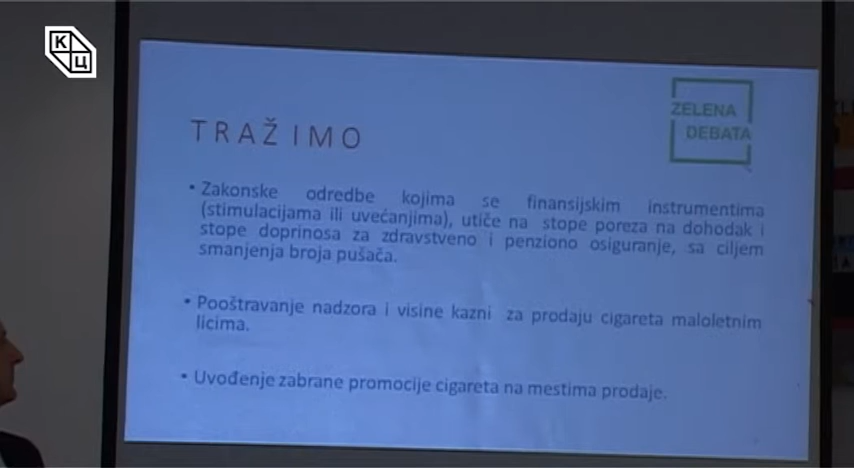 К
Ц
ZELENA
DEBATA
TRAŽIMO
• Zakonske odredbe kojima se finansijskim instrumentima
(stimulacijama ili uvećanjima), utiče na stope poreza na dohodak i
stope doprinosa za zdravstveno i penziono osiguranje, sa ciljem
smanjenja broja pušača.
• Pooštravanje nadzora i visine kazni za prodaju cigareta maloletnim
licima.
• Uvođenje zabrane promocije cigareta na mestima prodaje.